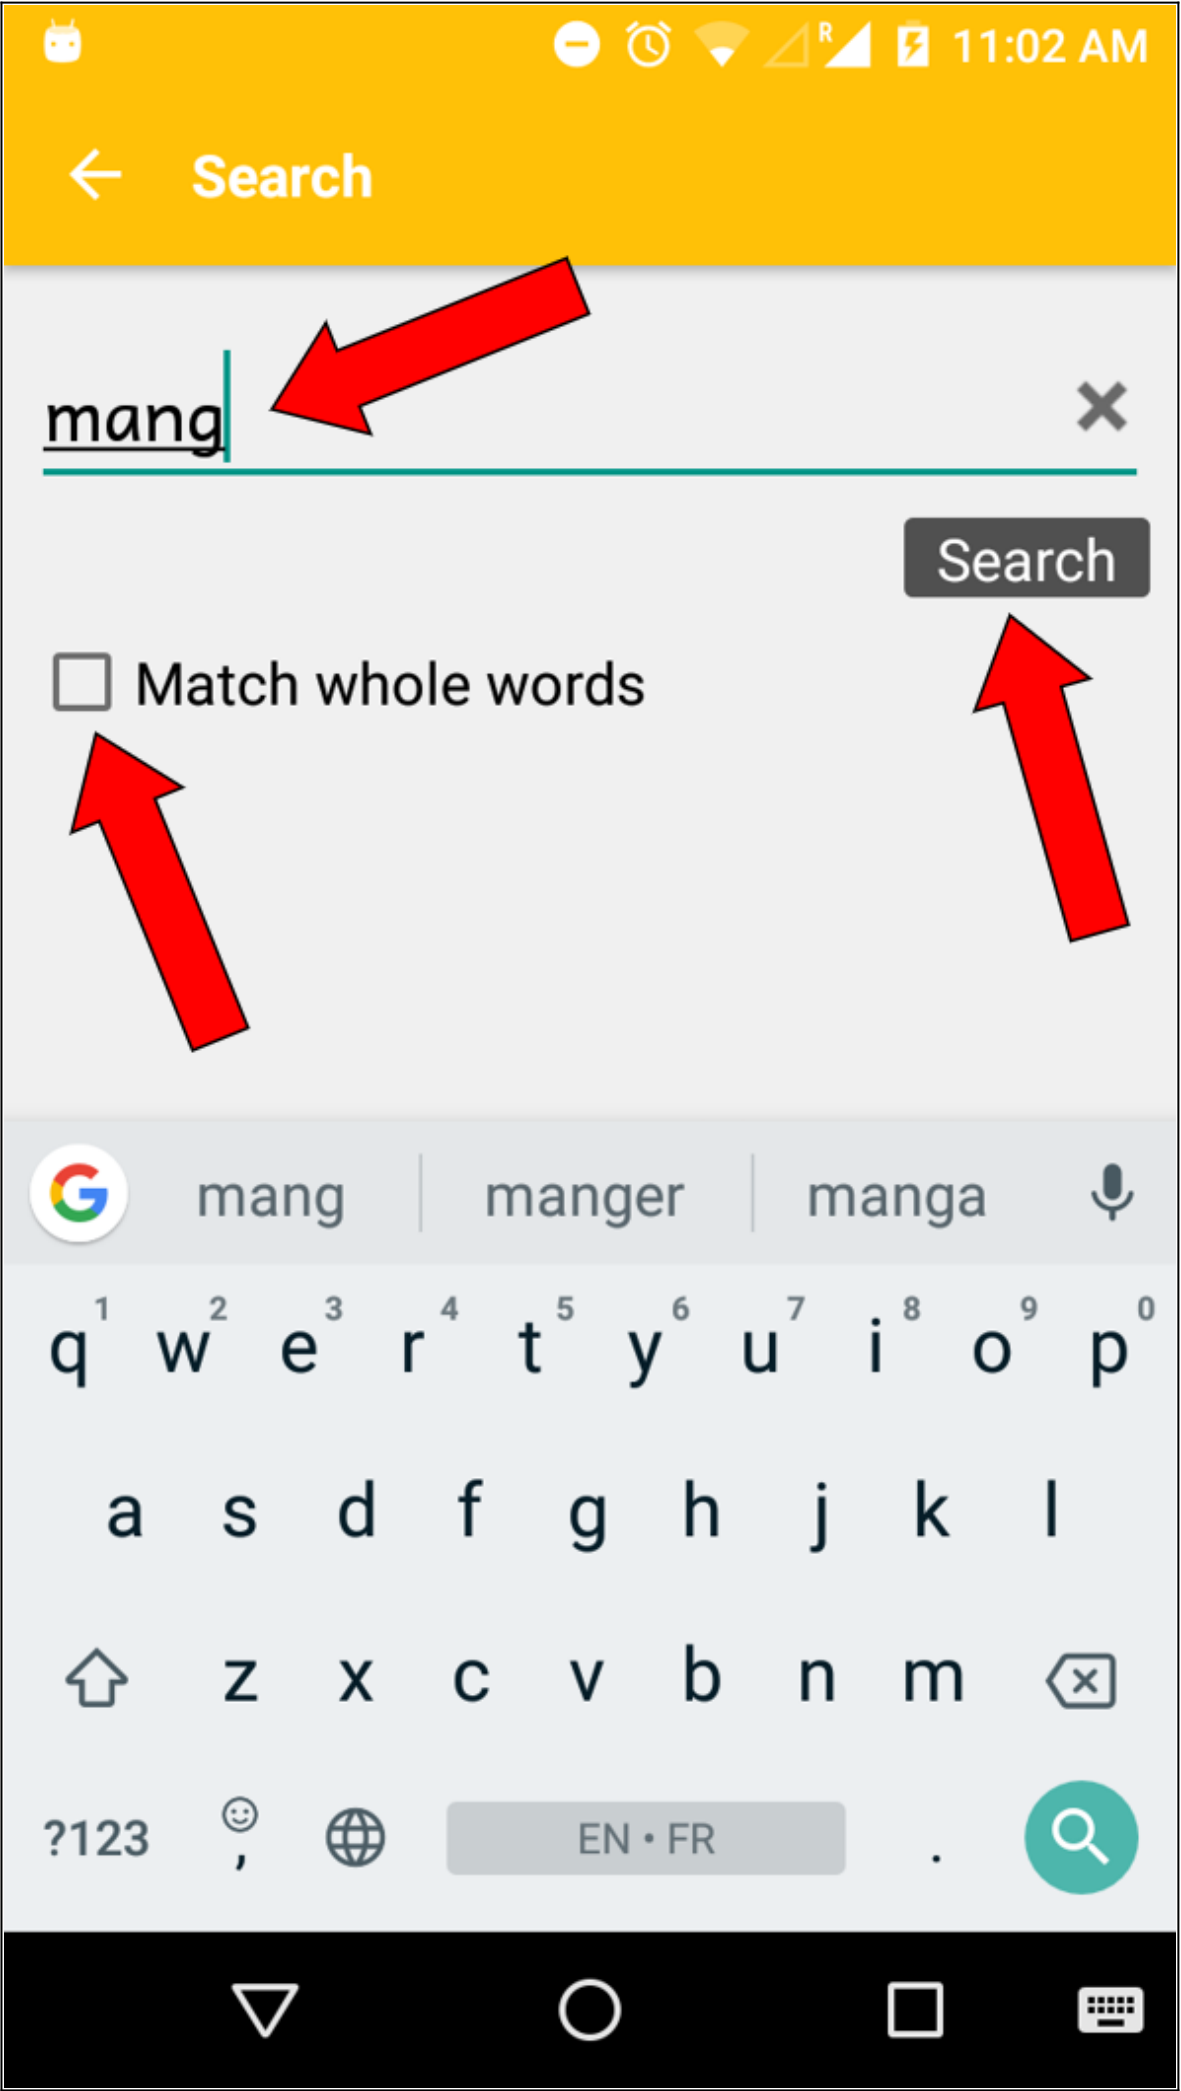 R 11:02 AM
Search
mang
Search
Match whole words
mang manger manga
1 2 3 4 5 6 7 8 9 0
q w e r t y u i o p
a s d f g h j k l
z x c v b n m
?123 , EN • FR .